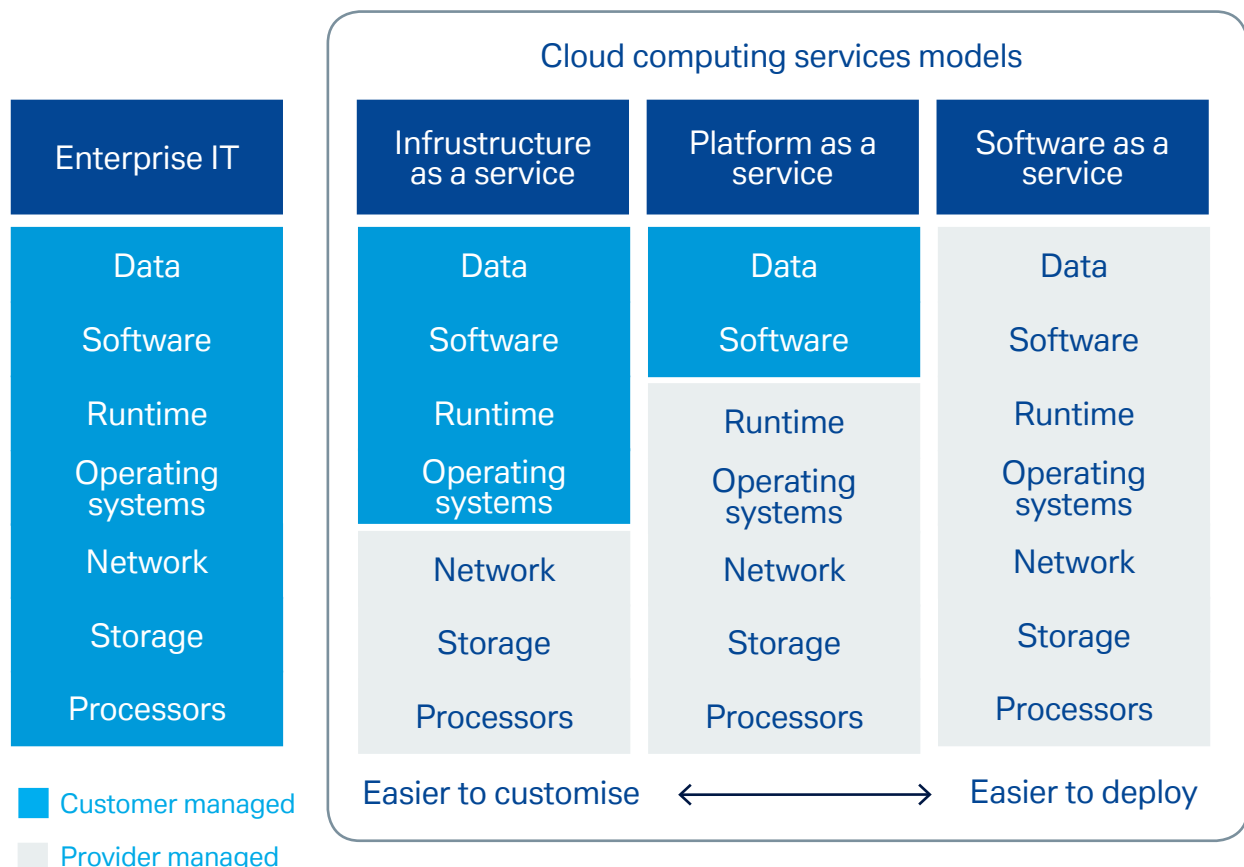 Cloud computing services models
Enterprise IT
Infrustructure
as a service
Platform as a
service
Software as a
service
Data
Software
Runtime
Operating
systems
Network
Storage
Processors
Data
Software
Runtime
Operating
systems
Network
Storage
Processors
Data
Software
Runtime
Operating
systems
Network
Storage
Processors
Data
Software
Runtime
Operating
systems
Network
Storage
Processors
Easier to customise
Easier to deploy
Customer managed
Provider managed